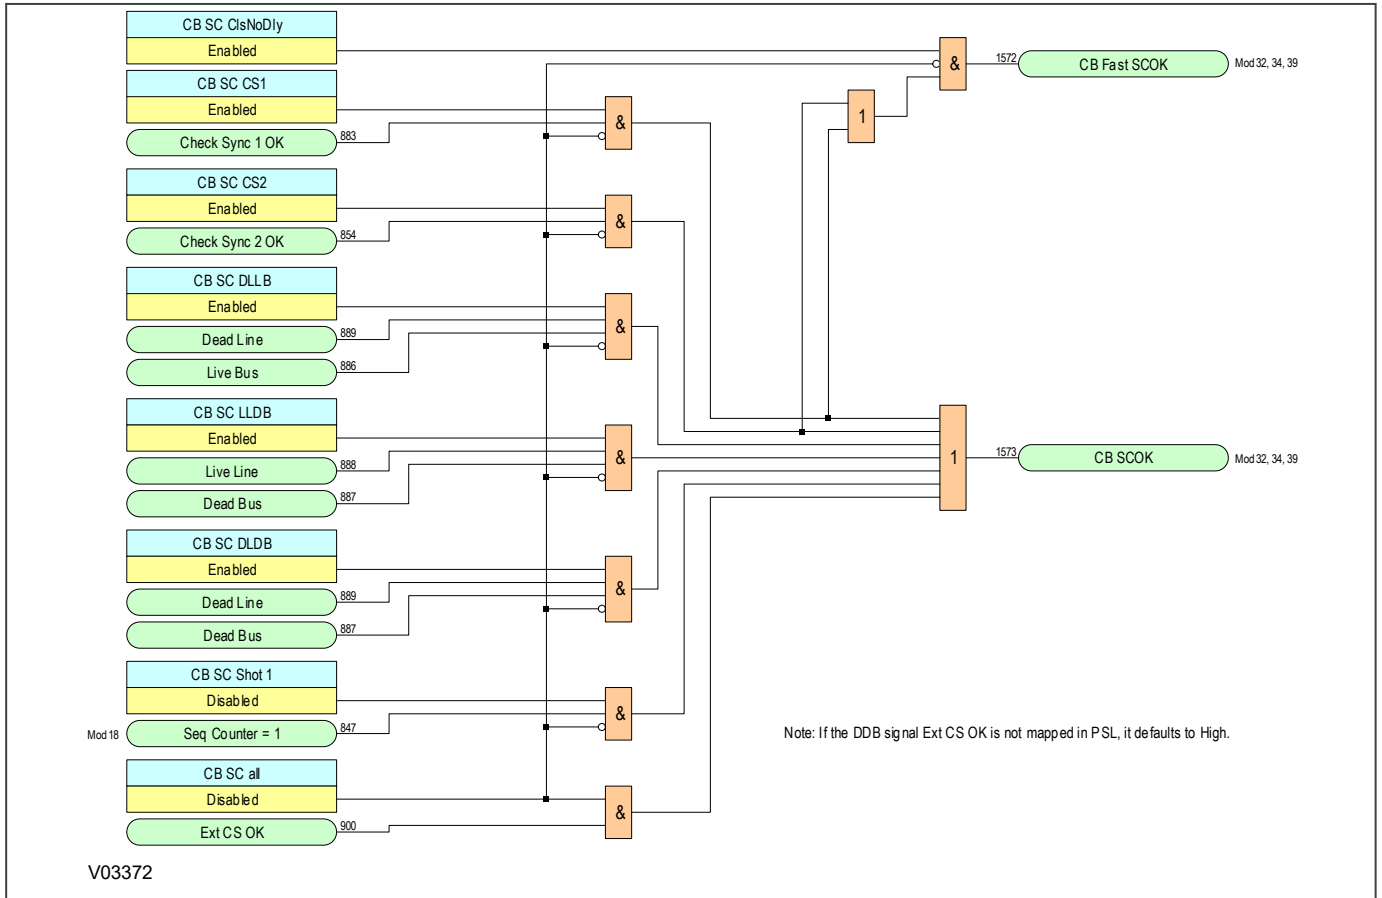 CB SC ClsNoDly
Enabled
CB SC CS1
Enabled
Check Sync 1 OK
883
CB SC CS2
Enabled
Check Sync 2 OK
854
CB SC DLLB
Enabled
Dead Line
889
Live Bus
886
CB SC LLDB
Enabled
Live Line
888
Dead Bus
887
CB SC DLDB
Enabled
Dead Line
889
Dead Bus
887
CB SC Shot 1
Disabled
Mod 18
Seq Counter = 1
847
CB SC all
Disabled
Ext CS OK
900
&
&
&
&
&
&
&
1
&
1572
CB Fast SCOK
Mod 32, 34, 39
1
1573
CB SCOK
Mod 32, 34, 39
Note: If the DDB signal Ext CS OK is not mapped in PSL, it defaults to High.
V03372